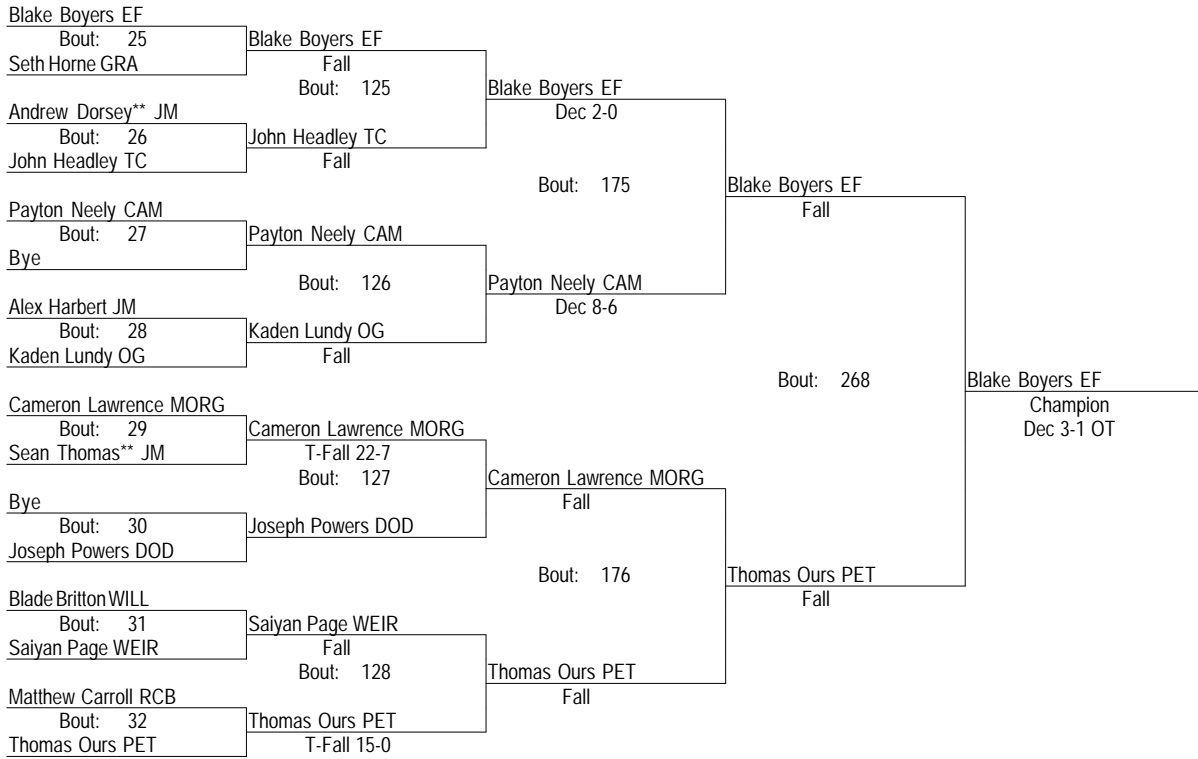 Blake Boyers EF
Bout: 25
Seth Horne GRA
Blake Boyers EF
Fall
Bout: 125
Andrew Dorsey** JM
Bout: 26
John Headley TC
John Headley TC
Fall
Blake Boyers EF
Dec 2-0
Bout: 175
Payton Neely CAM
Bout: 27
Bye
Payton Neely CAM
Bout: 126
Alex Harbert JM
Bout: 28
Kaden Lundy OG
Kaden Lundy OG
Fall
Payton Neely CAM
Dec 8-6
Blake Boyers EF
Fall
Bout: 268
Cameron Lawrence MORG
Bout: 29
Sean Thomas** JM
Cameron Lawrence MORG
T-Fall 22-7
Bout: 127
Bye
Bout: 30
Joseph Powers DOD
Joseph Powers DOD
Cameron Lawrence MORG
Fall
Bout: 176
Blade Britton WILL
Bout: 31
Saiyan Page WEIR
Saiyan Page WEIR
Fall
Bout: 128
Matthew Carroll RCB
Bout: 32
Thomas Ours PET
Thomas Ours PET
T-Fall 15-0
Thomas Ours PET
Fall
Thomas Ours PET
Fall
Blake Boyers EF
Champion
Dec 3-1 OT